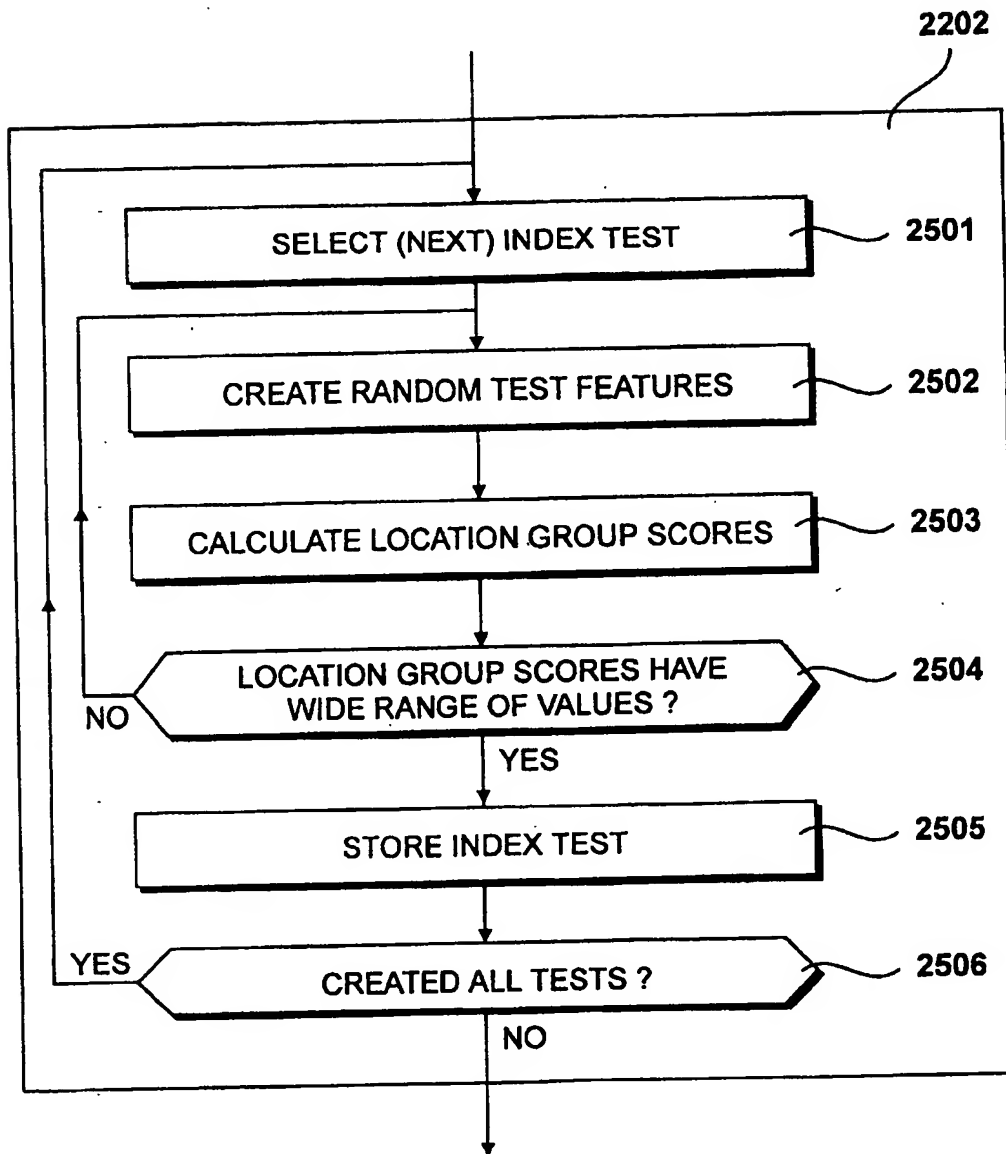 2202
SELECT (NEXT) INDEX TEST
2501
CREATE RANDOM TEST FEATURES
2502
CALCULATE LOCATION GROUP SCORES
2503
LOCATION GROUP SCORES HAVE
WIDE RANGE OF VALUES ?
2504
NO
YES
STORE INDEX TEST
2505
YES
CREATED ALL TESTS ?
2506
NO